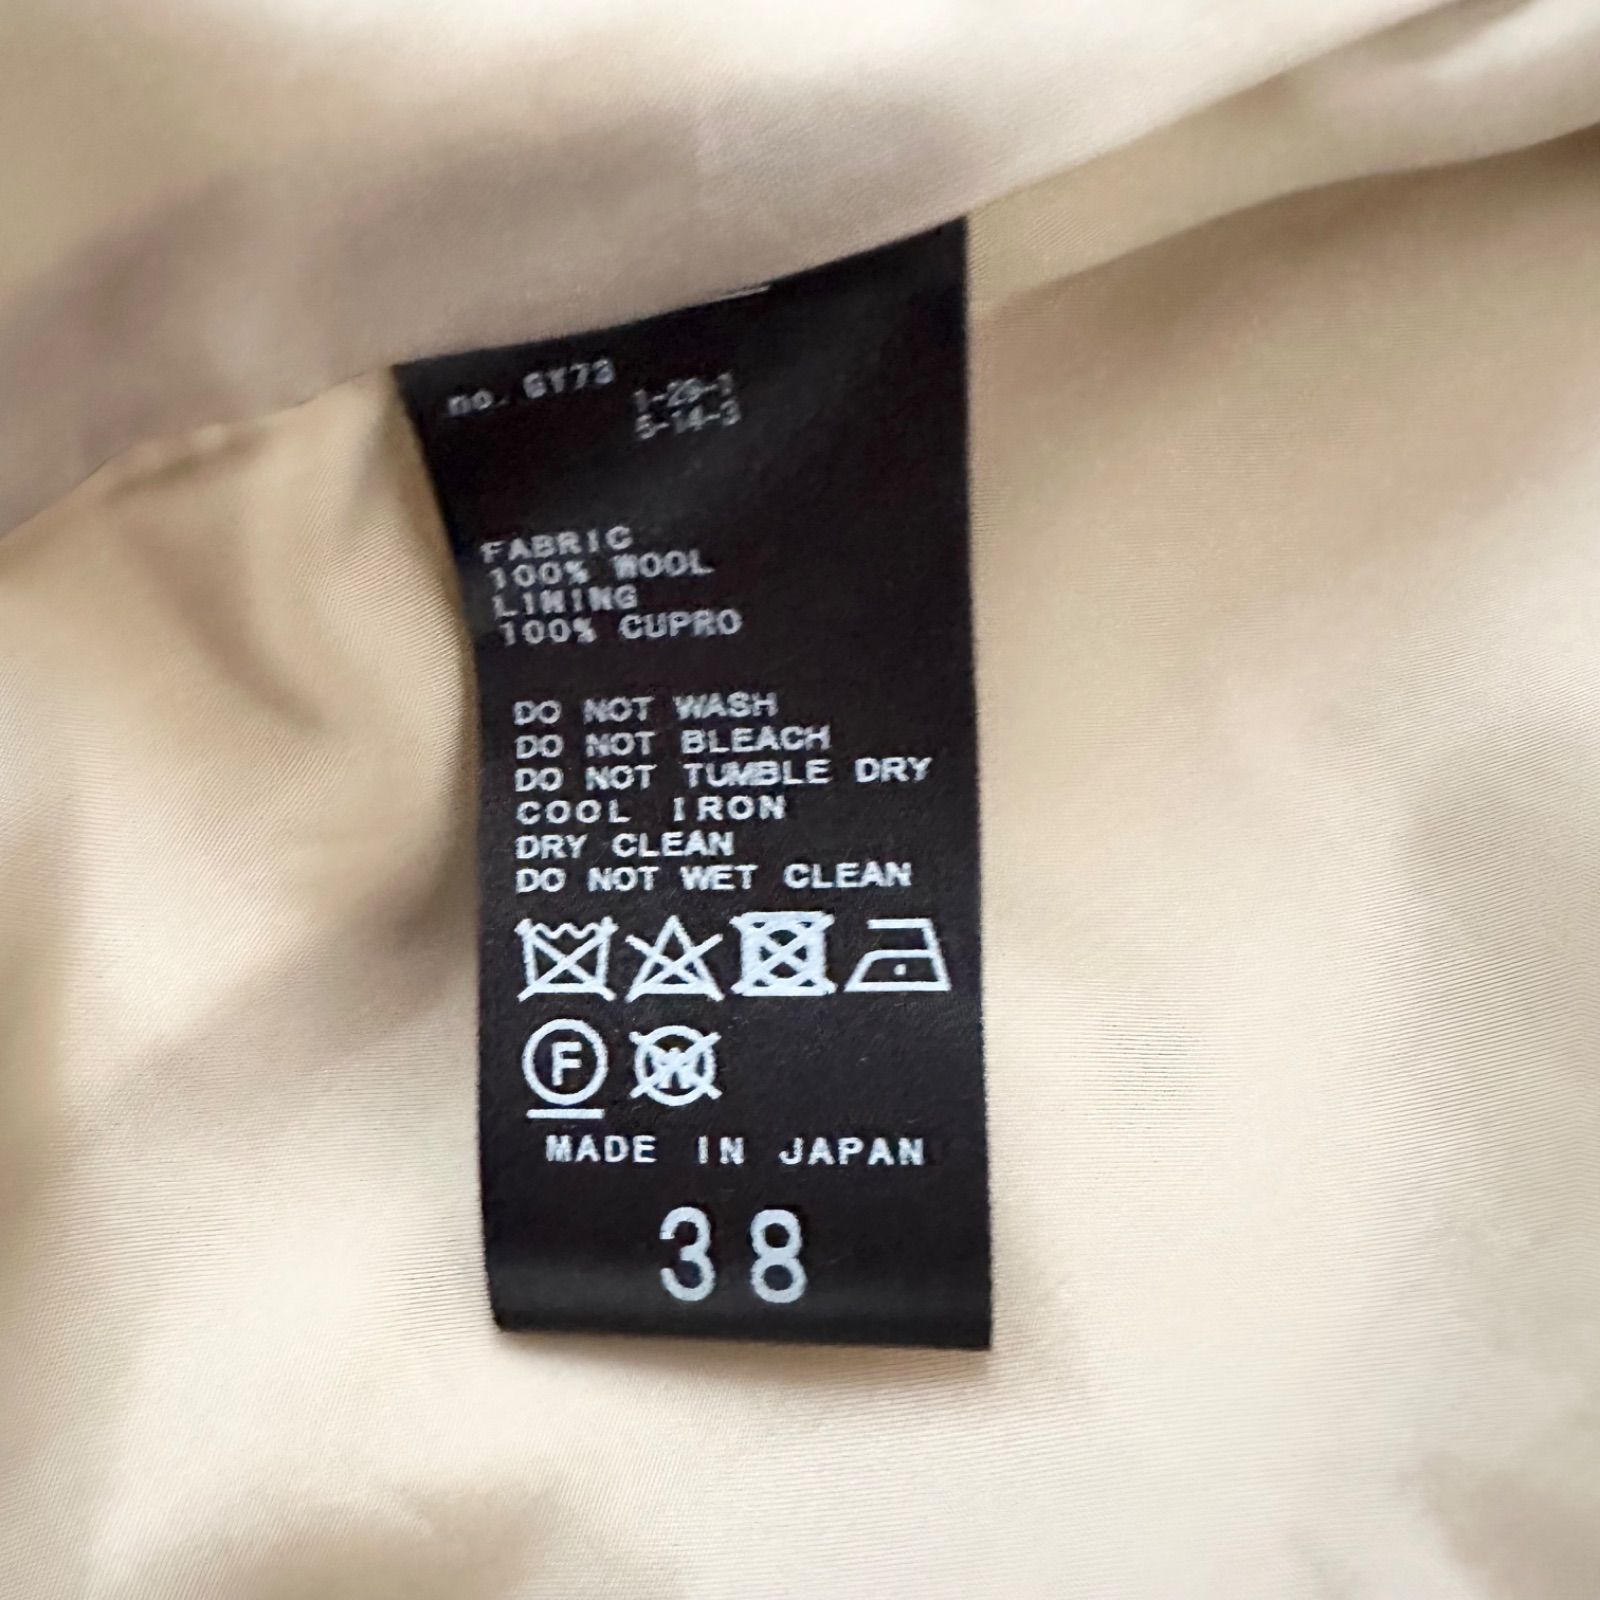 no. GY73
1-29-1
5-14-3
FABRIC
100% WOOL
LINING
100% CUPRO
DO NOT WASH
DO NOT BLEACH
DO NOT TUMBLE DRY
COOL IRON
DRY CLEAN
DO NOT WET CLEAN
F W
MADE IN JAPAN
38